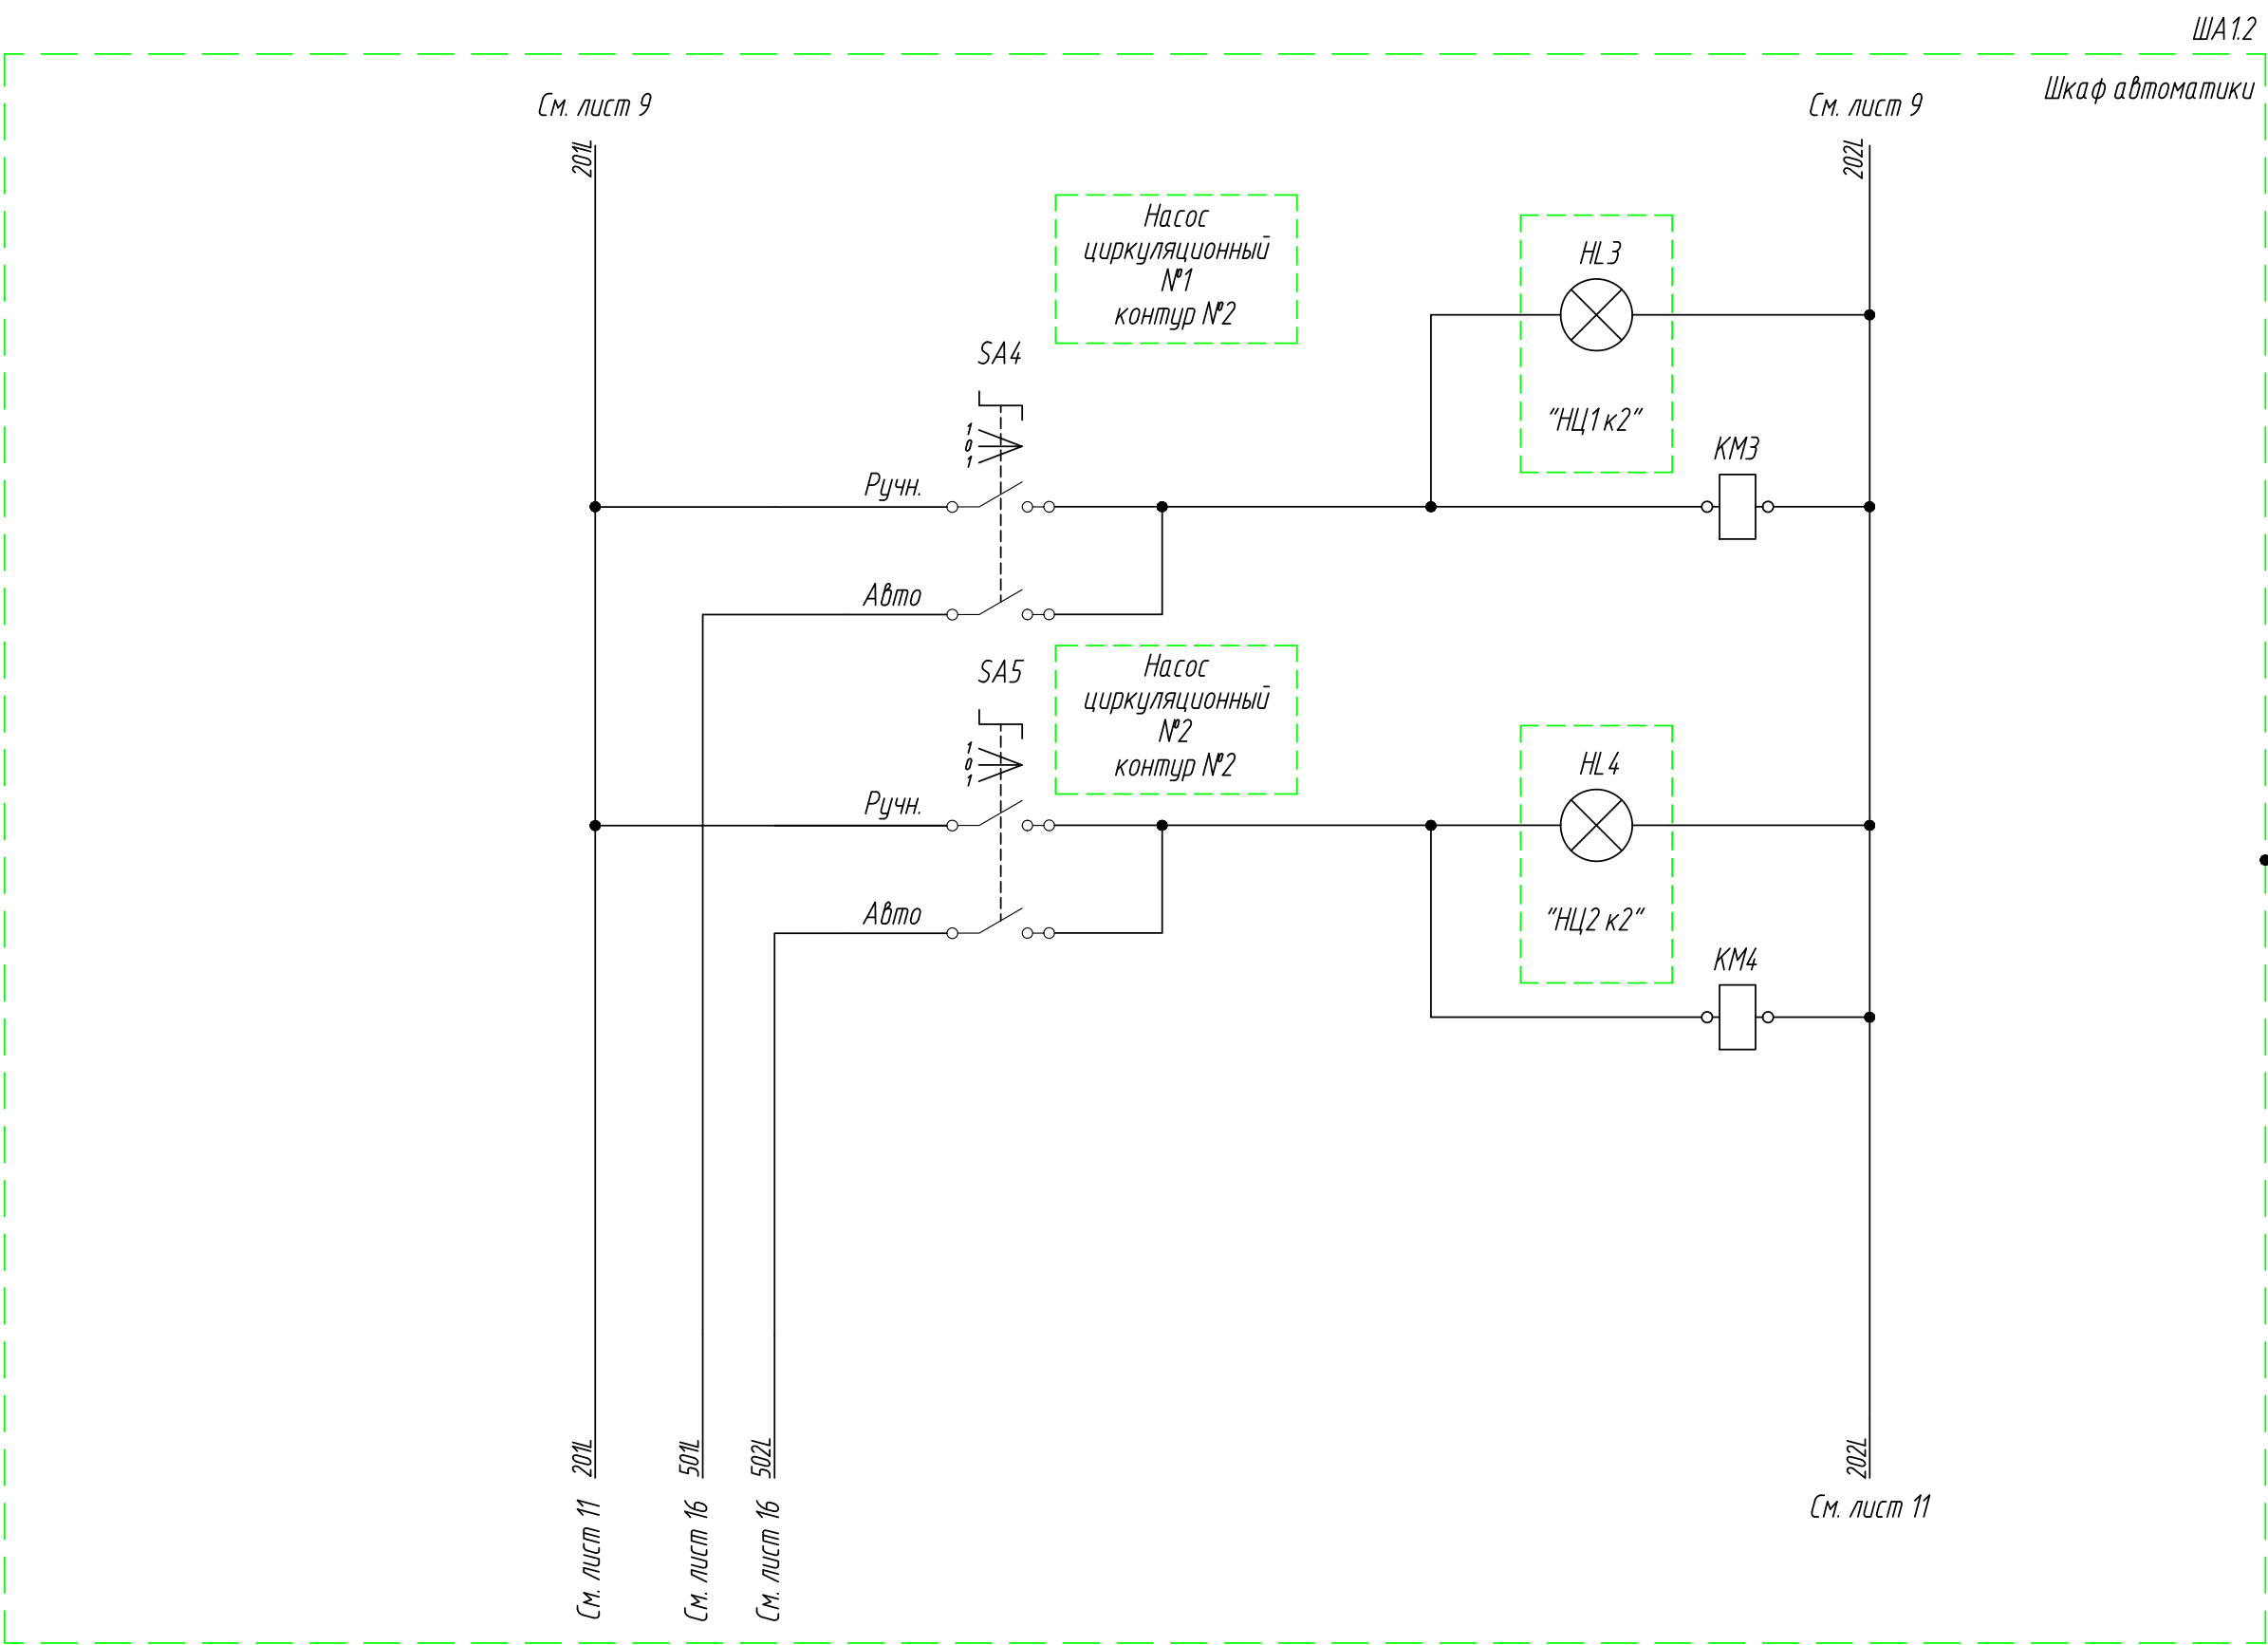 ША1.2
Шкаф автоматики
См. лист 9
См. лист 9
201L
202L
Насос
циркуляционный
№1
контур №2
HL3
"НЦ1 к2"
SA4
1
0
1
KM3
Ручн.
Авто
Насос
циркуляционный
№2
контур №2
SA5
1
0
1
HL4
"НЦ2 к2"
Ручн.
Авто
KM4
201L
501L
502L
202L
См. лист 11
См. лист 16
См. лист 16
См. лист 11